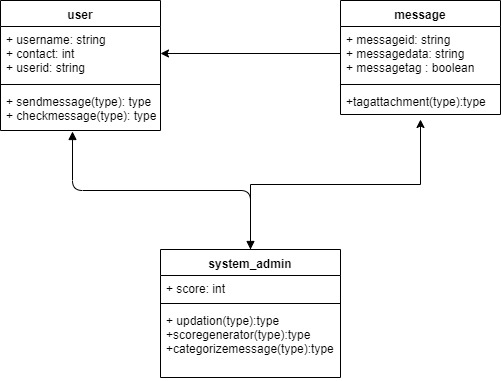 user
+ username: string
+ contact: int
+ userid: string
+ sendmessage(type): type
+ checkmessage(type): type
message
+ messageid: string
+ messagedata: string
+ messagetag : boolean
+tagattachment(type):type
system_admin
+ score: int
+ updation(type):type
+scoregenerator(type):type
+categorizemessage(type):type